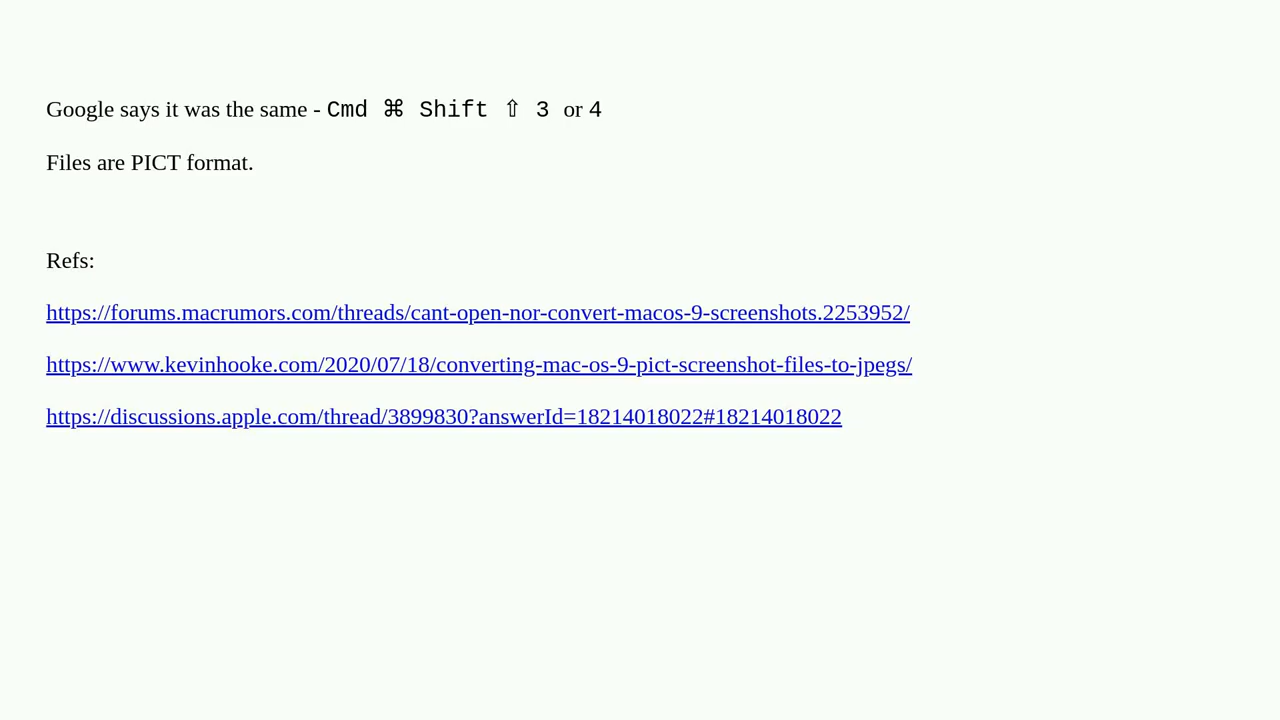 Google says it was the same - Cmd ⌘ Shift ⇧ 3 or 4
Files are PICT format.
Refs:
https://forums.macrumors.com/threads/cant-open-nor-convert-macos-9-screenshots.2253952/
https://www.kevinhooke.com/2020/07/18/converting-mac-os-9-pict-screenshot-files-to-jpegs/
https://discussions.apple.com/thread/3899830?answerId=18214018022#18214018022